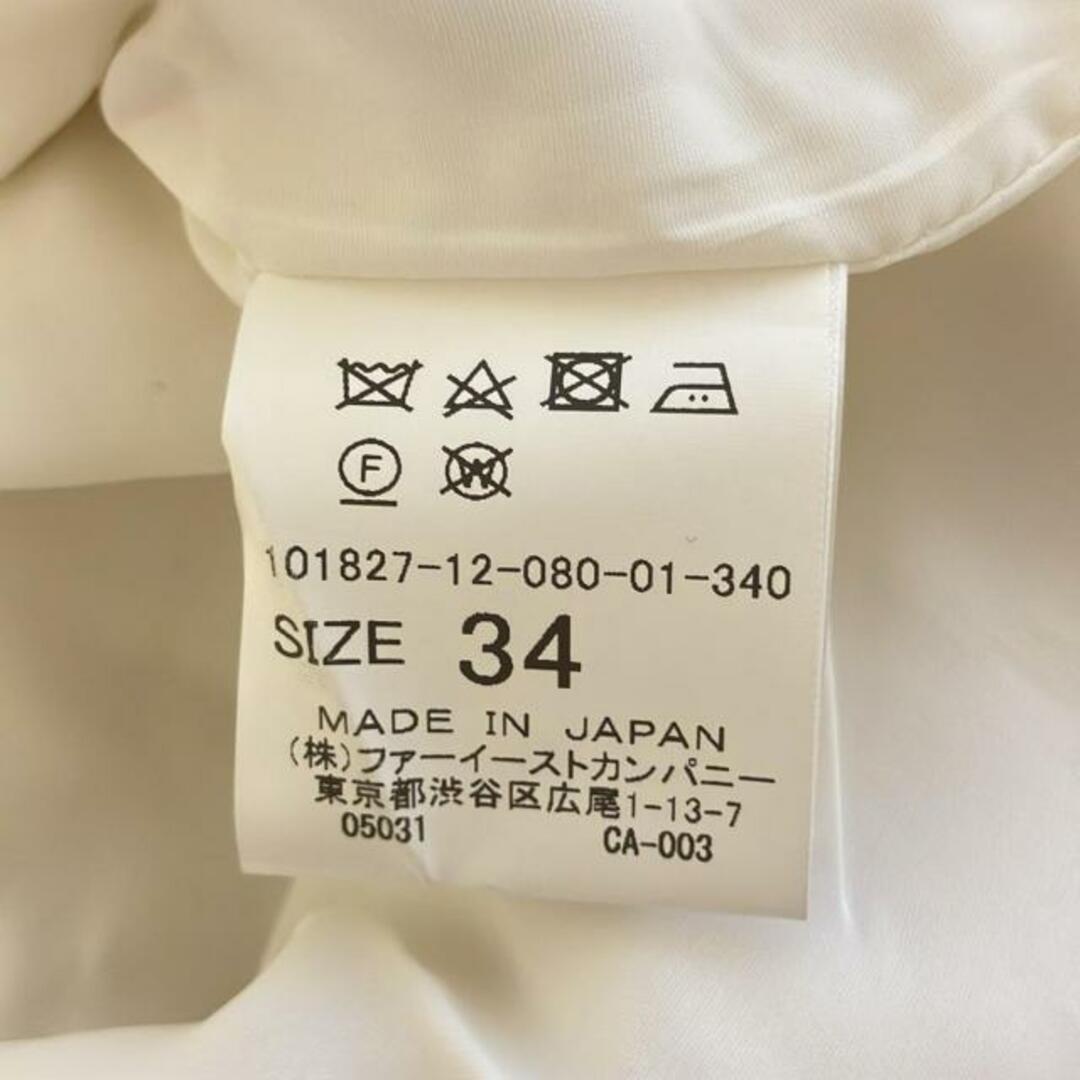 F W
101827-12-080-01-340
SIZE 34
MADE IN JAPAN
(株)ファーイーストカンパニー
東京都渋谷区広尾1-13-7
05031 CA-003